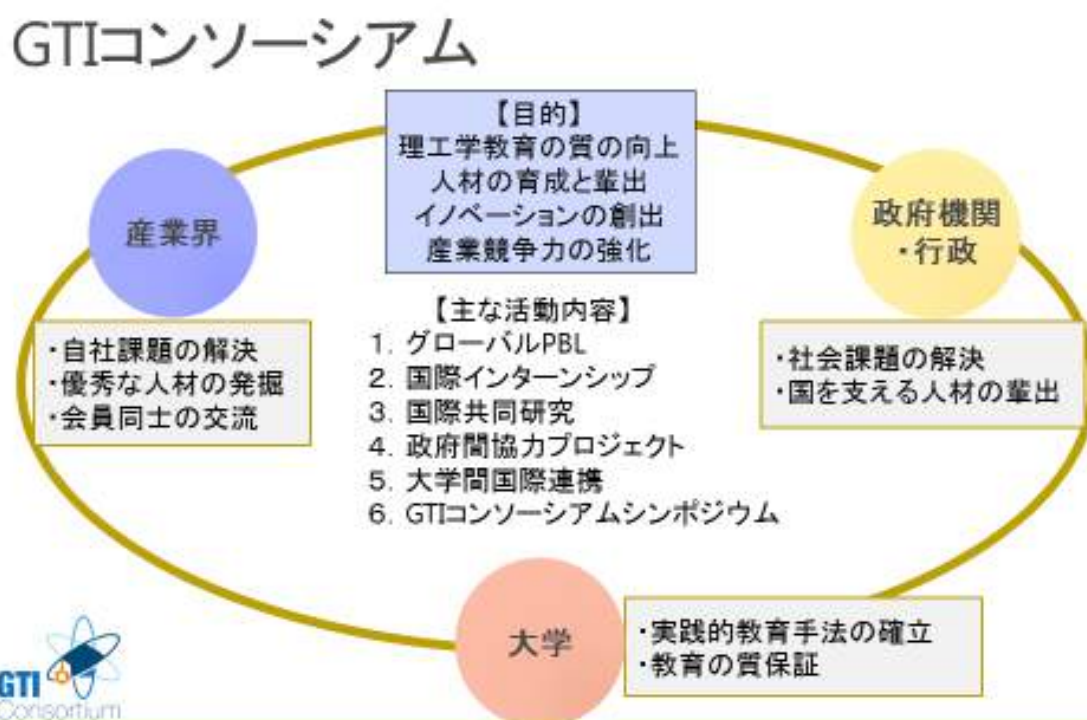 GTIコンソーシアム
【目的】
理工学教育の質の向上
人材の育成と輩出
イノベーションの創出
産業競争力の強化
産業界
政府機関
・行政
・自社課題の解決
・優秀な人材の発掘
・会員同士の交流
【主な活動内容】
1. グローバルPBL
2. 国際インターンシップ
3. 国際共同研究
4. 政府間協力プロジェクト
5. 大学間国際連携
6. GTIコンソーシアムシンポジウム
・社会課題の解決
・国を支える人材の輩出
大学
・実践的教育手法の確立
・教育の質保証
GTI
Consortium